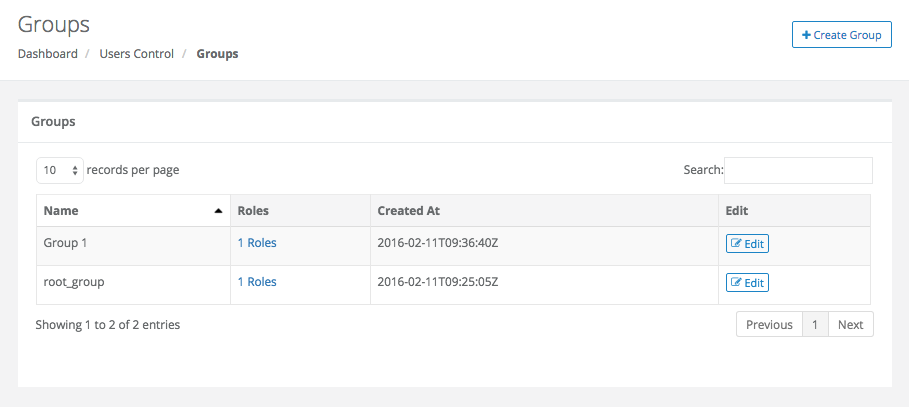 Groups
Dashboard / Users Control / Groups
Create Group
Groups
10 records per page Search:
Name Roles Created At Edit
Group 1 1 Roles 2016-02-11T09:36:40Z Edit
root_group 1 Roles 2016-02-11T09:25:05Z Edit
Showing 1 to 2 of 2 entries Previous 1 Next